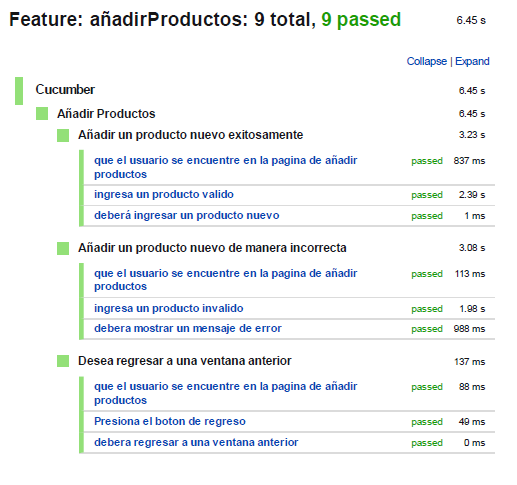 Feature: añadirProductos: 9 total, 9 passed 6.45 s
Collapse | Expand
Cucumber 6.45 s
Añadir Productos 6.45 s
Añadir un producto nuevo exitosamente 3.23 s
que el usuario se encuentre en la pagina de añadir passed 837 ms
productos
ingresa un producto valido passed 2.39 s
deberá ingresar un producto nuevo passed 1 ms
Añadir un producto nuevo de manera incorrecta 3.08 s
que el usuario se encuentre en la pagina de añadir passed 113 ms
productos
ingresa un producto invalido passed 1.98 s
debera mostrar un mensaje de error passed 988 ms
Desea regresar a una ventana anterior 137 ms
que el usuario se encuentre en la pagina de añadir passed 88 ms
productos
Presiona el boton de regreso passed 49 ms
debera regresar a una ventana anterior passed 0 ms